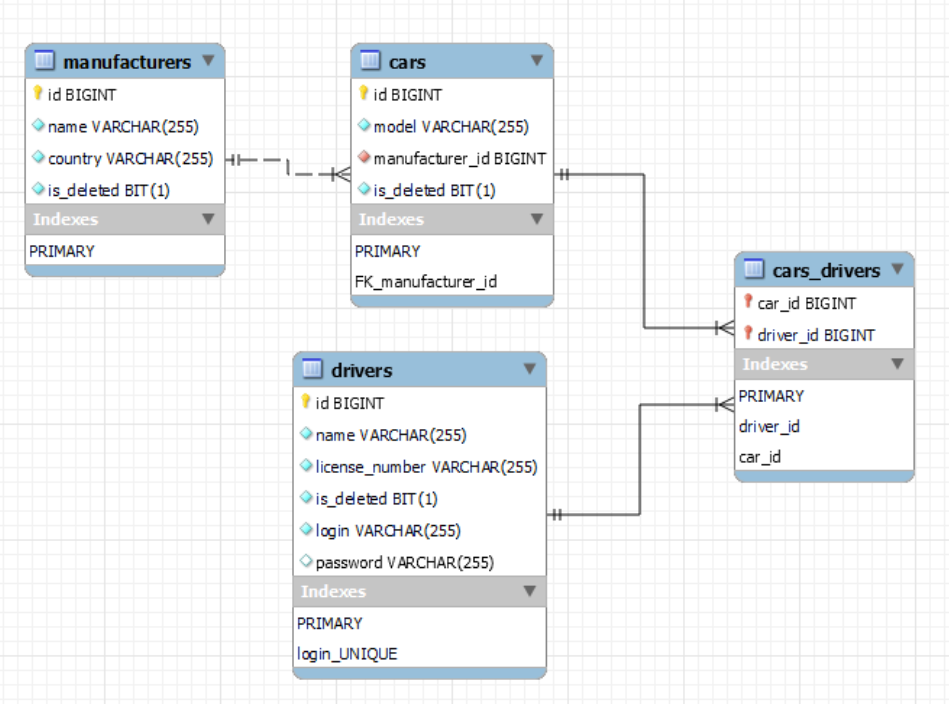 manufacturers
id BIGINT
name VARCHAR(255)
country VARCHAR(255)
is_deleted BIT(1)
Indexes
PRIMARY
cars
id BIGINT
model VARCHAR(255)
manufacturer_id BIGINT
is_deleted BIT(1)
Indexes
PRIMARY
FK_manufacturer_id
cars_drivers
car_id BIGINT
driver_id BIGINT
Indexes
PRIMARY
driver_id
car_id
drivers
id BIGINT
name VARCHAR(255)
license_number VARCHAR(255)
is_deleted BIT(1)
login VARCHAR(255)
password VARCHAR(255)
Indexes
PRIMARY
login_UNIQUE